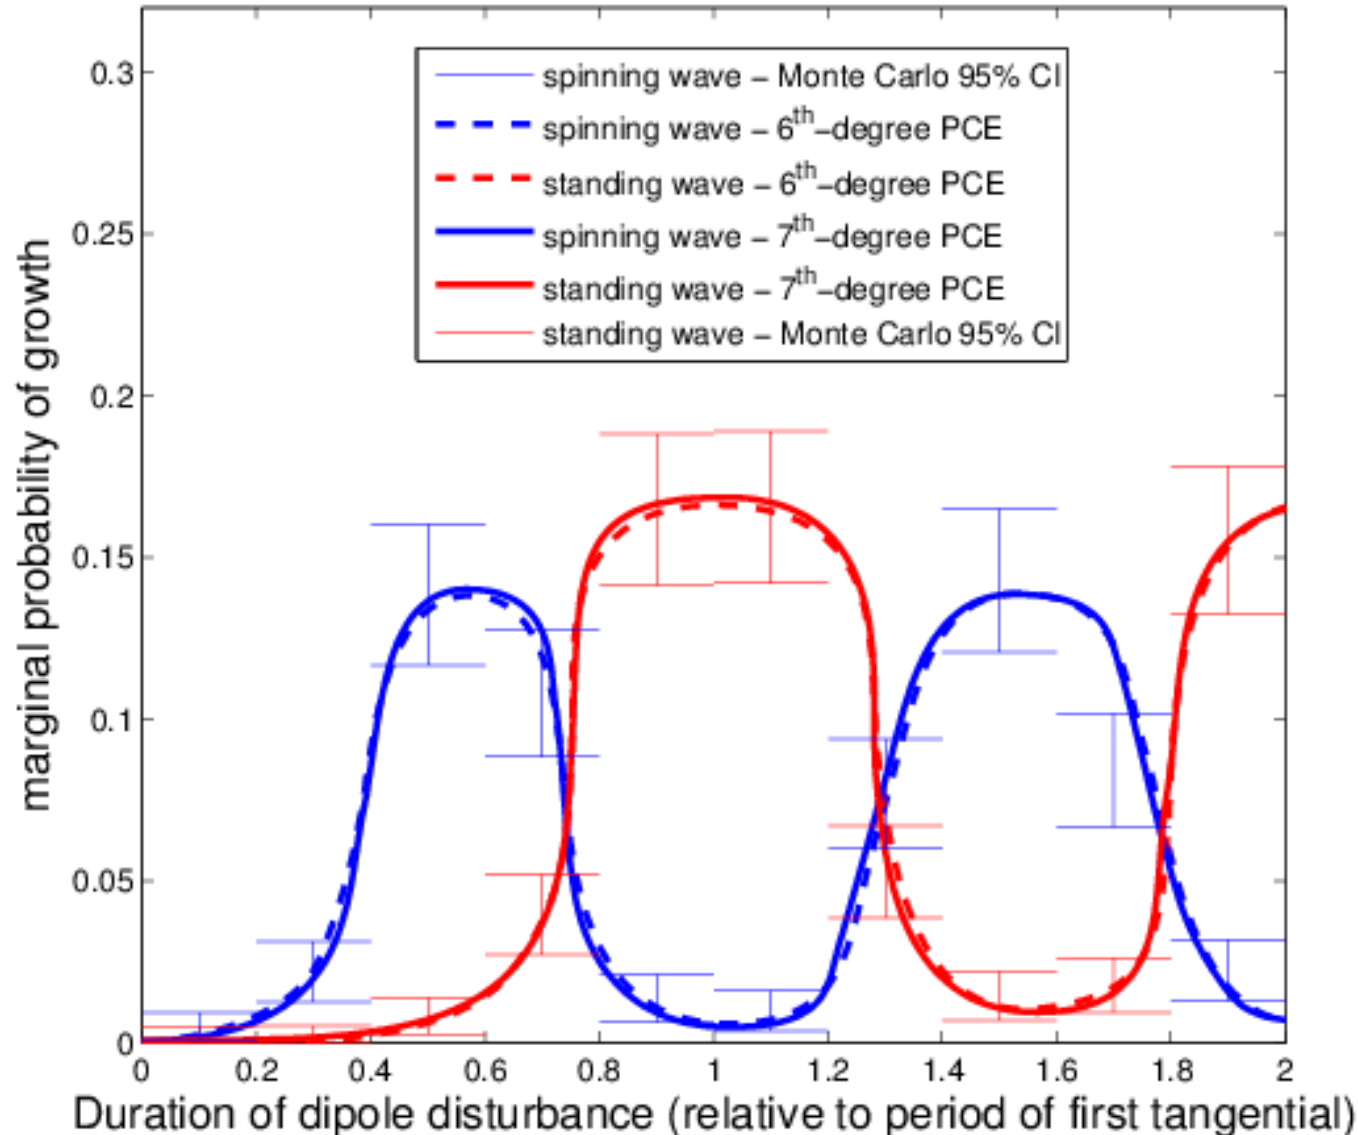 0.3
0.25
0.2
0.15
0.1
0.05
0
marginal probability of growth
spinning wave – Monte Carlo 95% CI
spinning wave – 6th–degree PCE
standing wave – 6th–degree PCE
spinning wave – 7th–degree PCE
standing wave – 7th–degree PCE
standing wave – Monte Carlo 95% CI
0 0.2 0.4 0.6 0.8 1 1.2 1.4 1.6 1.8 2
Duration of dipole disturbance (relative to period of first tangential)